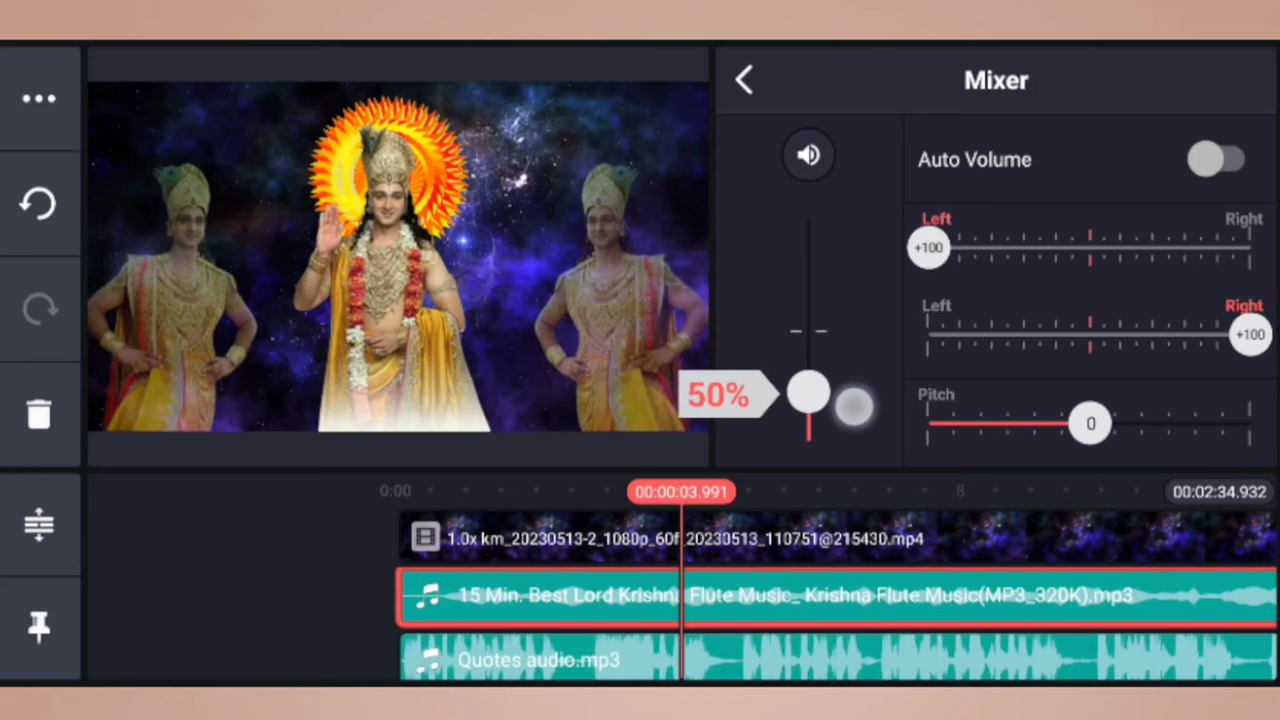 Mixer
Auto Volume
Left Right
+100
Left Right
+100
50%
Pitch
0
0:00 00:00:03.991 8 00:02:34.932
1.0x km_20230513-2_1080p_60f 20230513_110751@215430.mp4
15 Min. Best Lord Krishna Flute Music_ Krishna Flute Music(MP3_320K).mp3
Quotes audio.mp3